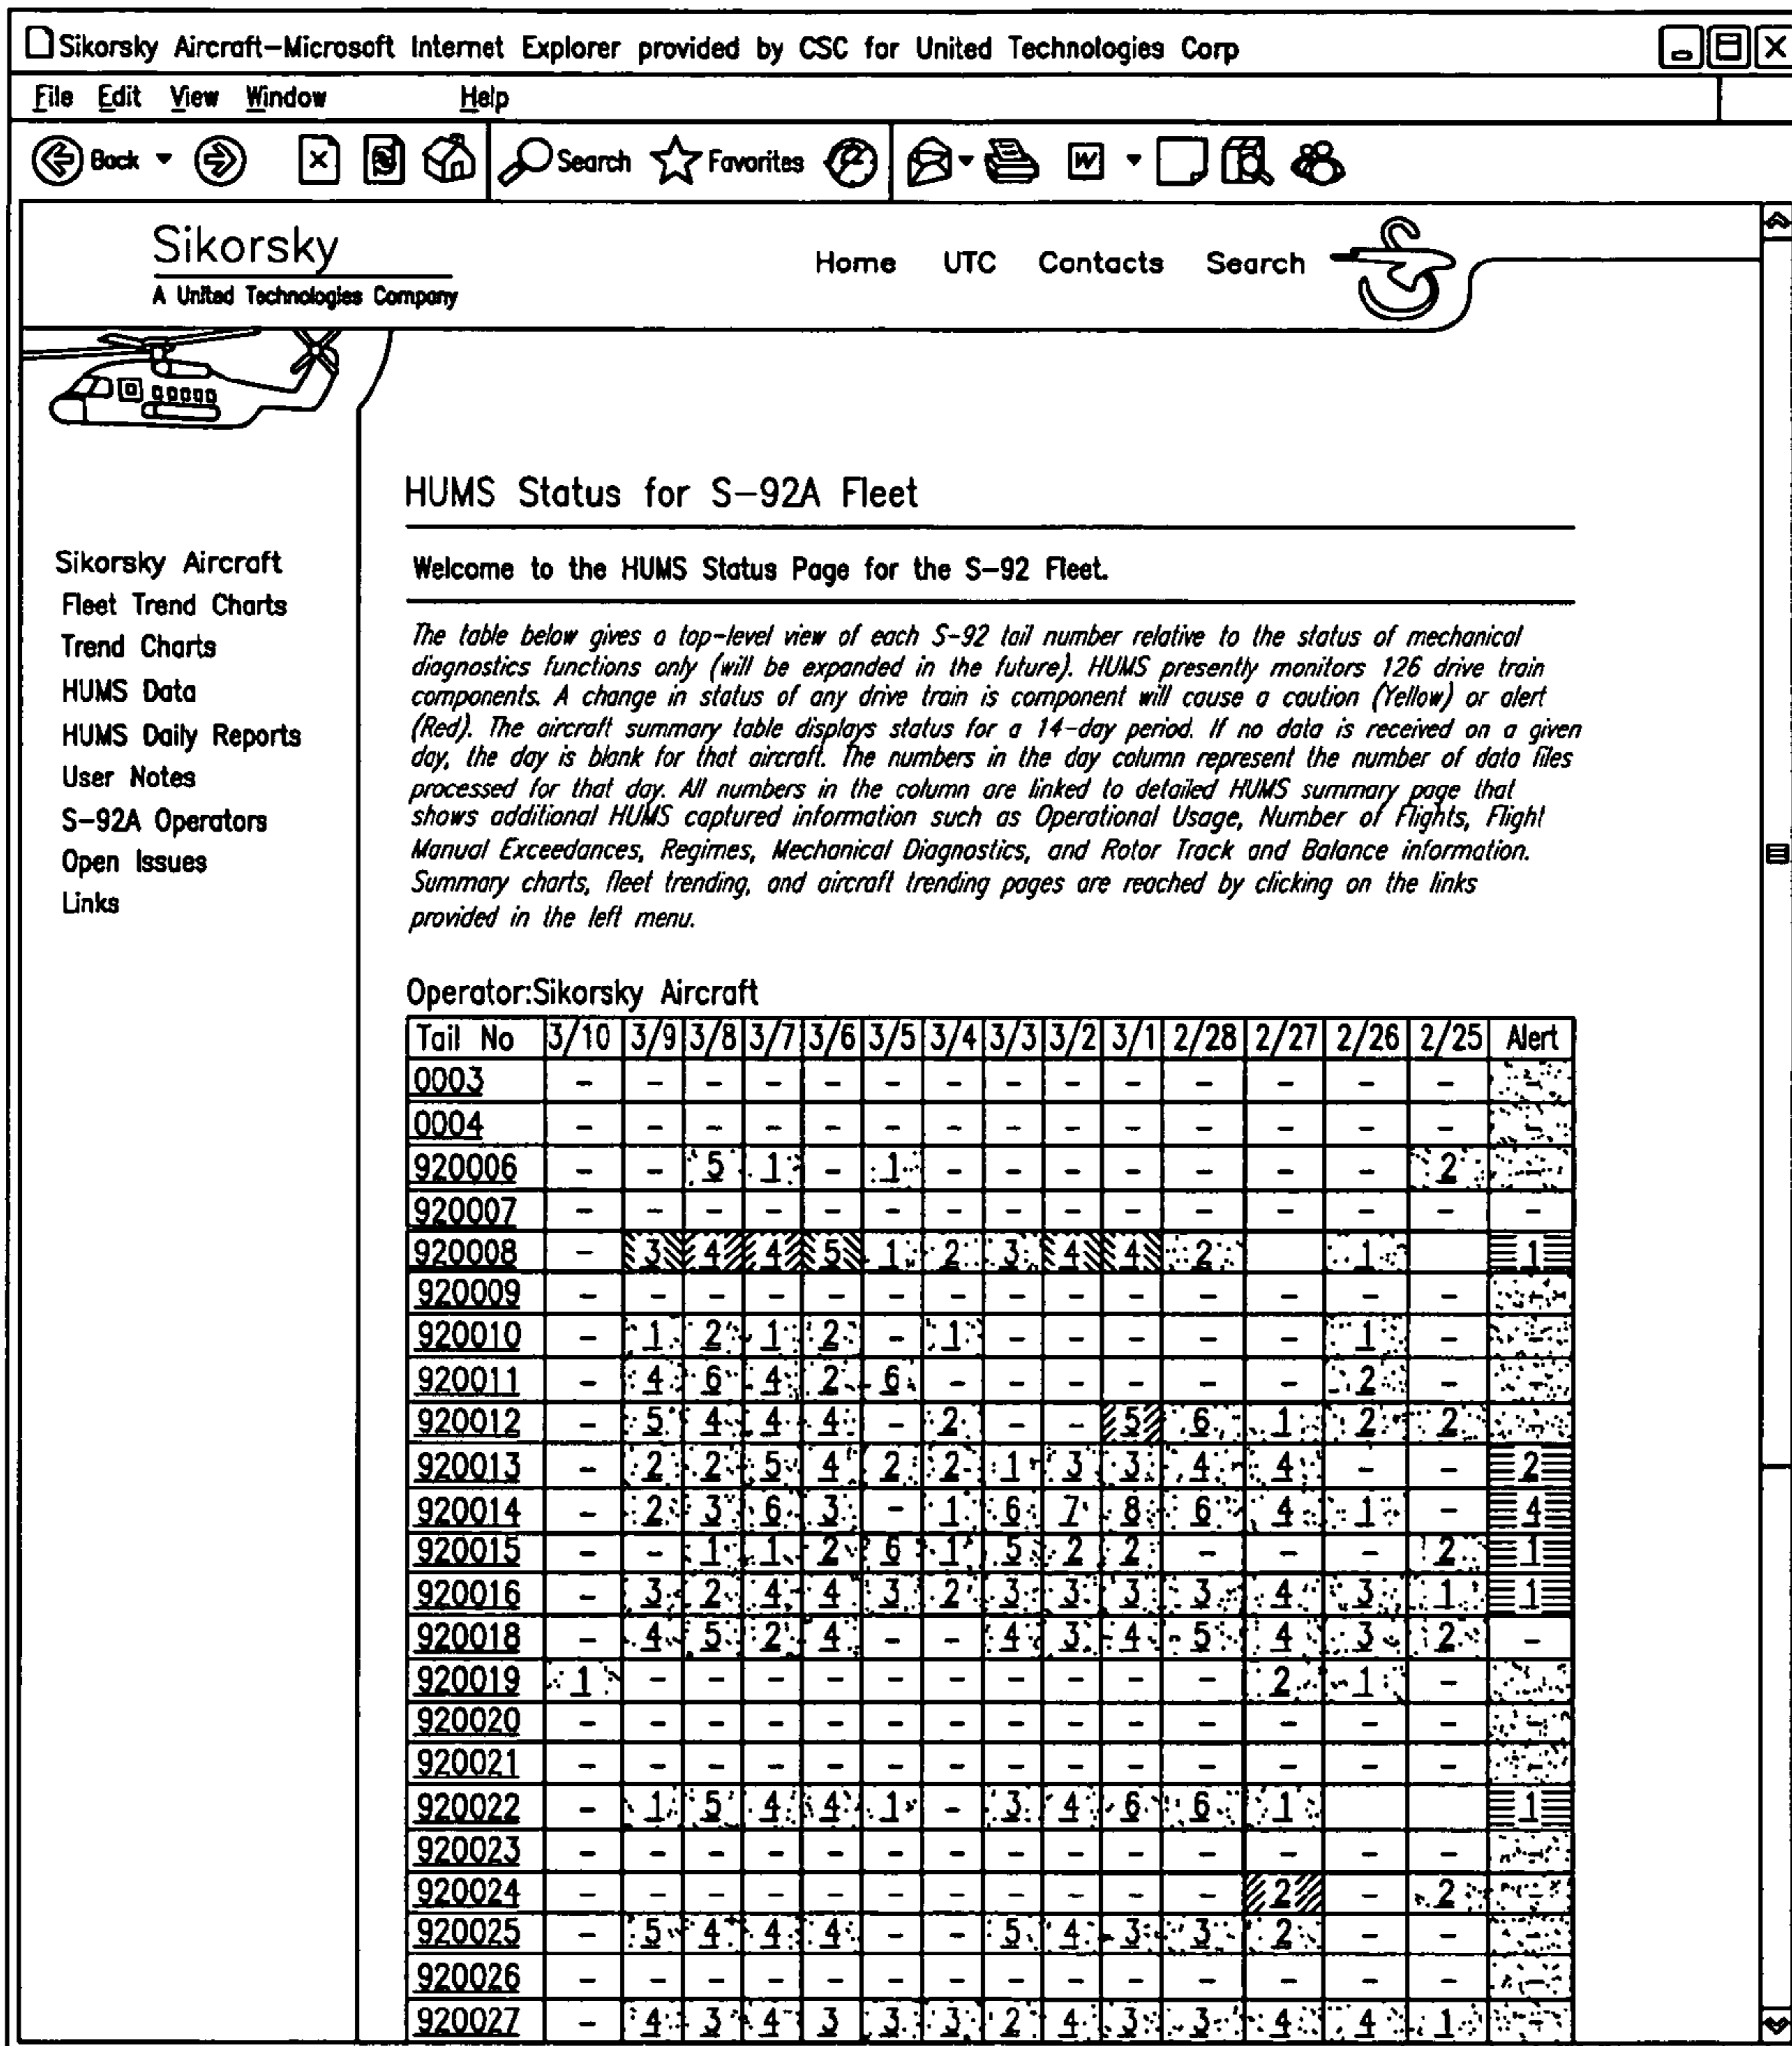 Sikorsky Aircraft-Microsoft Internet Explorer provided by CSC for United Technologies Corp
File Edit View Window Help
Back Search Favorites W
Sikorsky
A United Technologies Company
Home UTC Contacts Search
HUMS Status for S-92A Fleet
Welcome to the HUMS Status Page for the S-92 Fleet.
Sikorsky Aircraft
Fleet Trend Charts
Trend Charts
HUMS Data
HUMS Daily Reports
User Notes
S-92A Operators
Open Issues
Links
The table below gives a top-level view of each S-92 tail number relative to the status of mechanical
diagnostics functions only (will be expanded in the future). HUMS presently monitors 126 drive train
components. A change in status of any drive train is component will cause a caution (Yellow) or alert
(Red). The aircraft summary table displays status for a 14-day period. If no data is received on a given
day, the day is blank for that aircraft. The numbers in the day column represent the number of data files
processed for that day. All numbers in the column are linked to detailed HUMS summary page that
shows additional HUMS captured information such as Operational Usage, Number of Flights, Flight
Manual Exceedances, Regimes, Mechanical Diagnostics, and Rotor Track and Balance information.
Summary charts, fleet trending, and aircraft trending pages are reached by clicking on the links
provided in the left menu.
Operator:Sikorsky Aircraft
Tail No 3/10 3/9 3/8 3/7 3/6 3/5 3/4 3/3 3/2 3/1 2/28 2/27 2/26 2/25 Alert
0003 - - - - - - - - - - - - - - -
0004 - - - - - - - - - - - - - - -
920006 - - 5 1 - 1 - - - - - - - 2 -
920007 - - - - - - - - - - - - - - -
920008 - 3 4 4 5 1 2 3 4 4 2 1 1
920009 - - - - - - - - - - - - - - -
920010 - 1 2 1 2 - 1 - - - - - 1 - -
920011 - 4 6 4 2 6 - - - - - - 2 - -
920012 - 5 4 4 4 - 2 - - 5 6 1 2 2 -
920013 - 2 2 5 4 2 2 1 3 3 4 4 - - 2
920014 - 2 3 6 3 - 1 6 7 8 6 4 1 - 4
920015 - - 1 1 2 6 1 5 2 2 - - - 2 1
920016 - 3 2 4 4 3 2 3 3 3 3 4 3 1 1
920018 - 4 5 2 4 - - 4 3 4 5 4 3 2 -
920019 1 - - - - - - - - - - 2 1 - -
920020 - - - - - - - - - - - - - - -
920021 - - - - - - - - - - - - - - -
920022 - 1 5 4 4 1 - 3 4 6 6 1 1
920023 - - - - - - - - - - - - - - -
920024 - - - - - - - - - - - 2 - 2 -
920025 - 5 4 4 4 - - 5 4 3 3 2 - - -
920026 - - - - - - - - - - - - - - -
920027 - 4 3 4 3 3 3 2 4 3 3 4 4 1 -